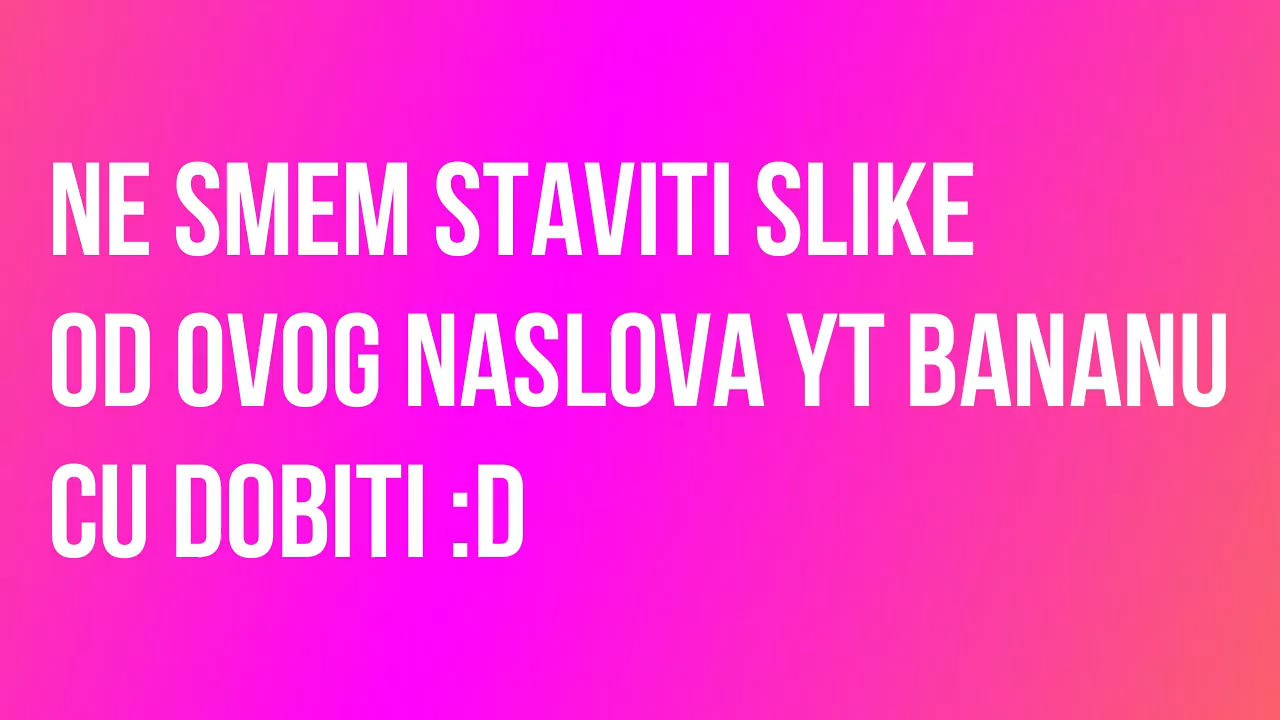 NE SMEM STAVITI SLIKE
OD OVOG NASLOVA YT BANANU
CU DOBITI :D